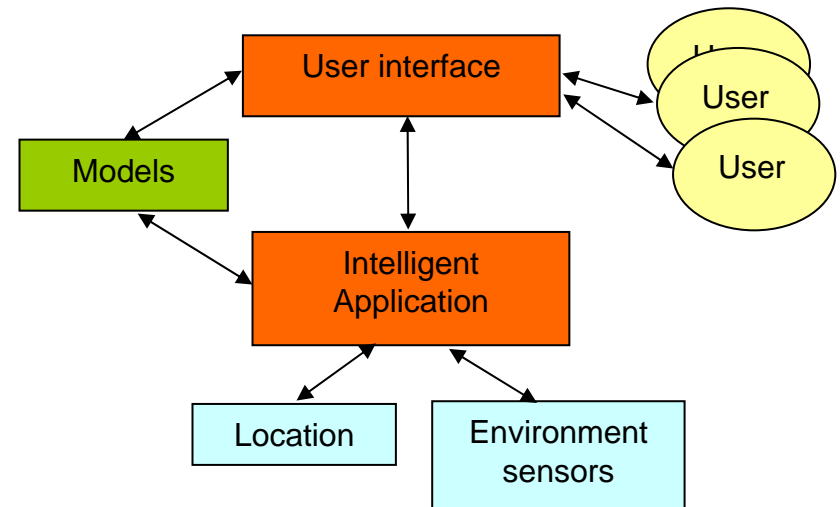 User interface
User
User
Models
Intelligent
Application
Location
Environment
sensors